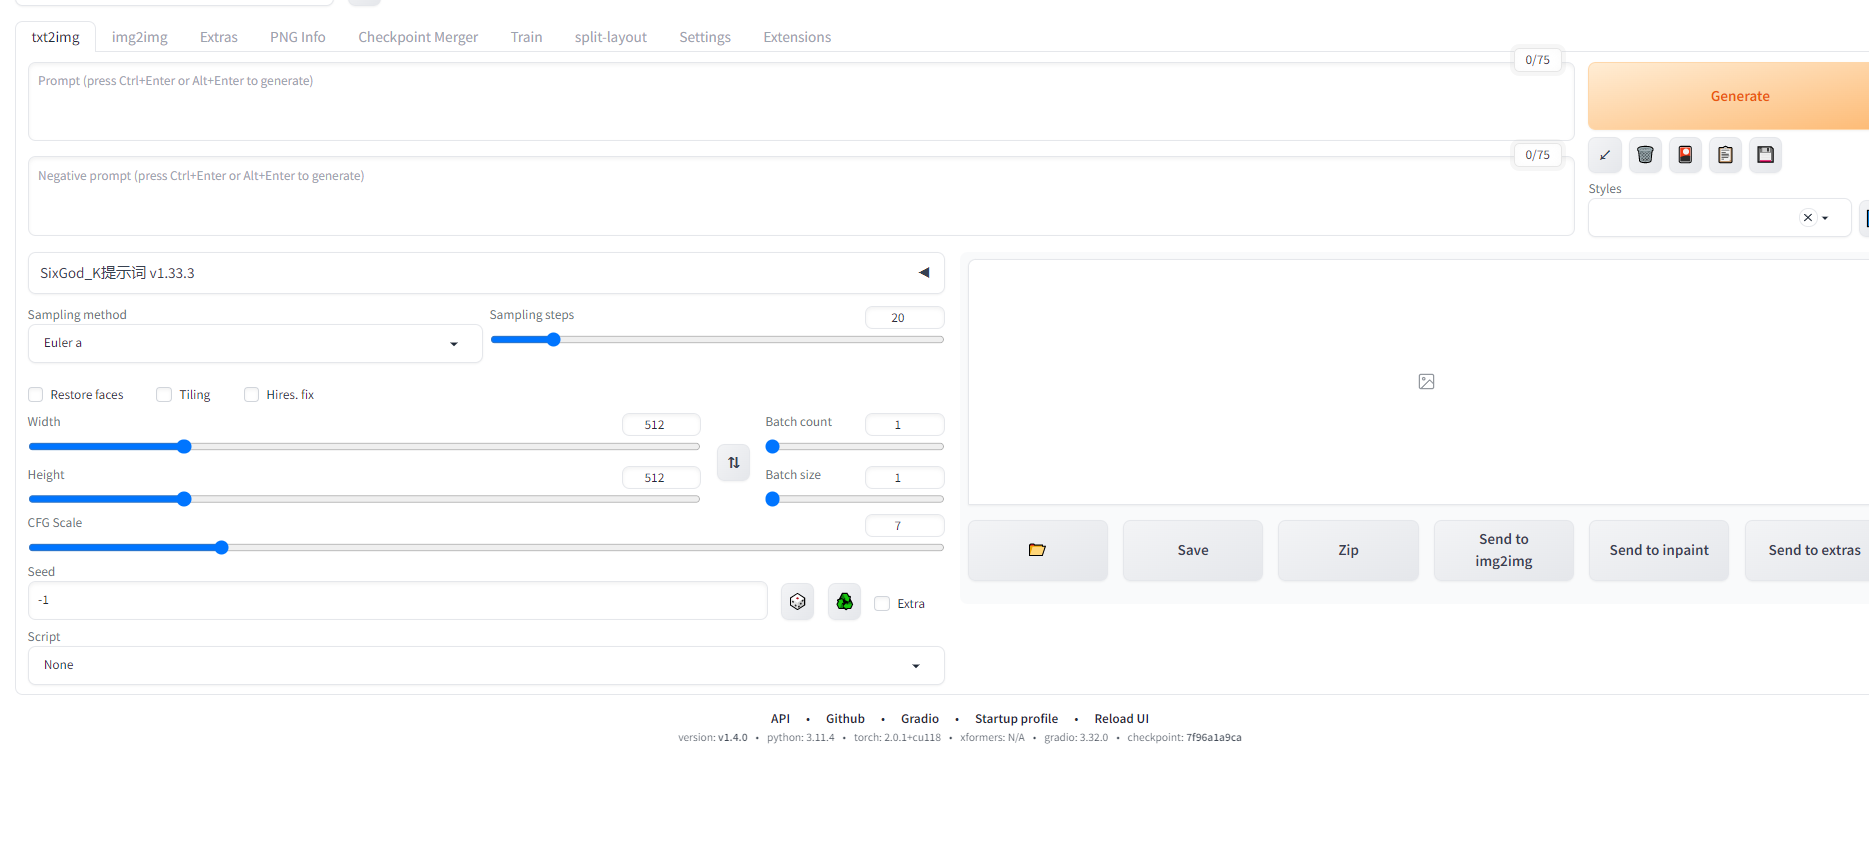 txt2img img2img Extras PNG Info Checkpoint Merger Train split-layout Settings Extensions
0/75
Prompt (press Ctrl+Enter or Alt+Enter to generate)
Generate
0/75
Negative prompt (press Ctrl+Enter or Alt+Enter to generate)
Styles
SixGod_K提示词 v1.33.3
Sampling method
Euler a
Sampling steps
20
Restore faces
Tiling
Hires. fix
Width
512
Batch count
1
Height
512
Batch size
1
CFG Scale
7
Save
Zip
Send to
img2img
Send to inpaint
Send to extras
Seed
-1
Extra
Script
None
API • Github • Gradio • Startup profile • Reload UI
version: v1.4.0 • python: 3.11.4 • torch: 2.0.1+cu118 • xformers: N/A • gradio: 3.32.0 • checkpoint: 7f96a1a9ca